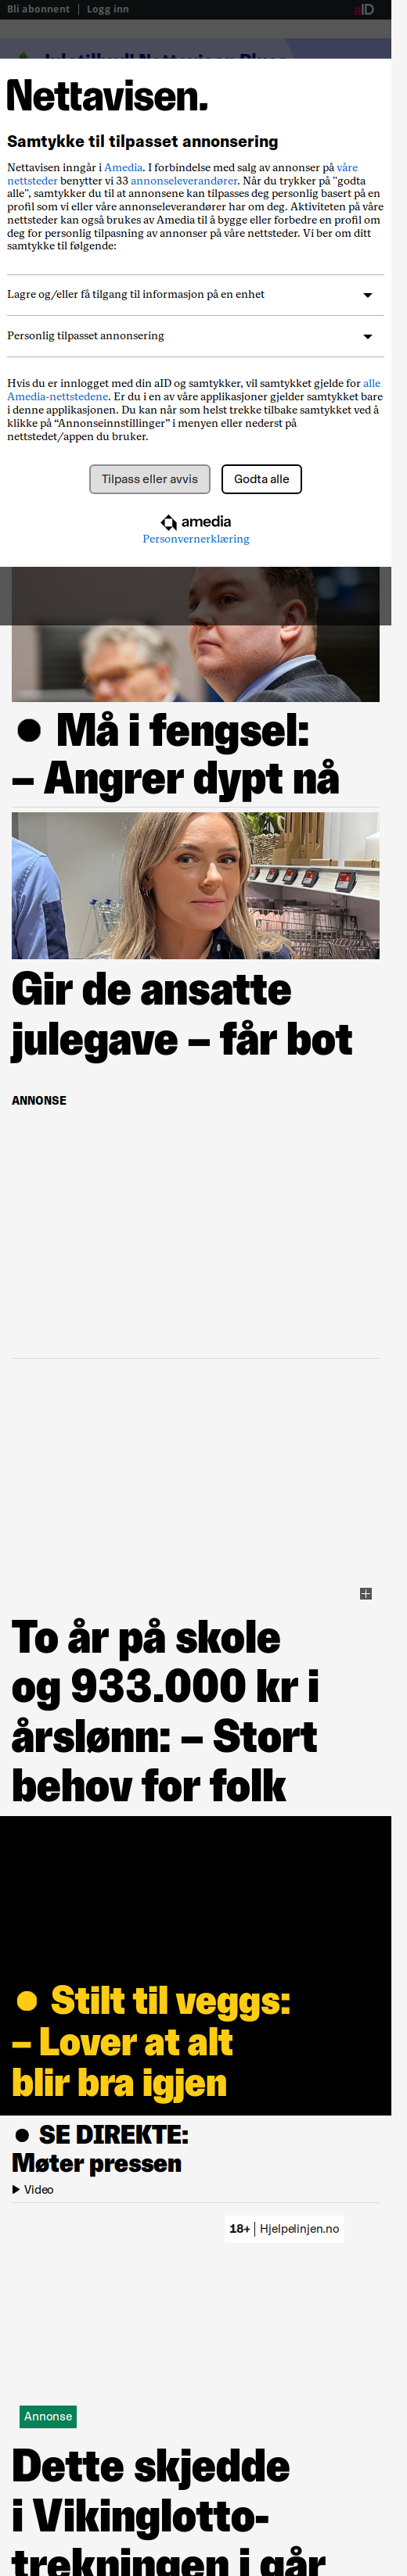 Bli abonnent | Logg inn
aID
Nettavisen.
Samtykke til tilpasset annonsering
Nettavisen inngår i Amedia. I forbindelse med salg av annonser på våre
nettsteder benytter vi 33 annonseleverandører. Når du trykker på "godta
alle", samtykker du til at annonsene kan tilpasses deg personlig basert på en
profil som vi eller våre annonseleverandører har om deg. Aktiviteten på våre
nettsteder kan også brukes av Amedia til å bygge eller forbedre en profil om
deg for personlig tilpasning av annonser på våre nettsteder. Vi ber om ditt
samtykke til følgende:
Lagre og/eller få tilgang til informasjon på en enhet
Personlig tilpasset annonsering
Hvis du er innlogget med din aID og samtykker, vil samtykket gjelde for alle
Amedia-nettstedene. Er du i en av våre applikasjoner gjelder samtykket bare
i denne applikasjonen. Du kan når som helst trekke tilbake samtykket ved å
klikke på “Annonseinnstillinger” i menyen eller nederst på
nettstedet/appen du bruker.
Tilpass eller avvis
Godta alle
amedia
Personvernerklæring
● Må i fengsel:
– Angrer dypt nå
Gir de ansatte
julegave – får bot
ANNONSE
To år på skole
og 933.000 kr i
årslønn: – Stort
behov for folk
● Stilt til veggs:
– Lover at alt
blir bra igjen
● SE DIREKTE:
Møter pressen
Video
18+ | Hjelpelinjen.no
Annonse
Dette skjedde
i Vikinglotto-
trekningen i går